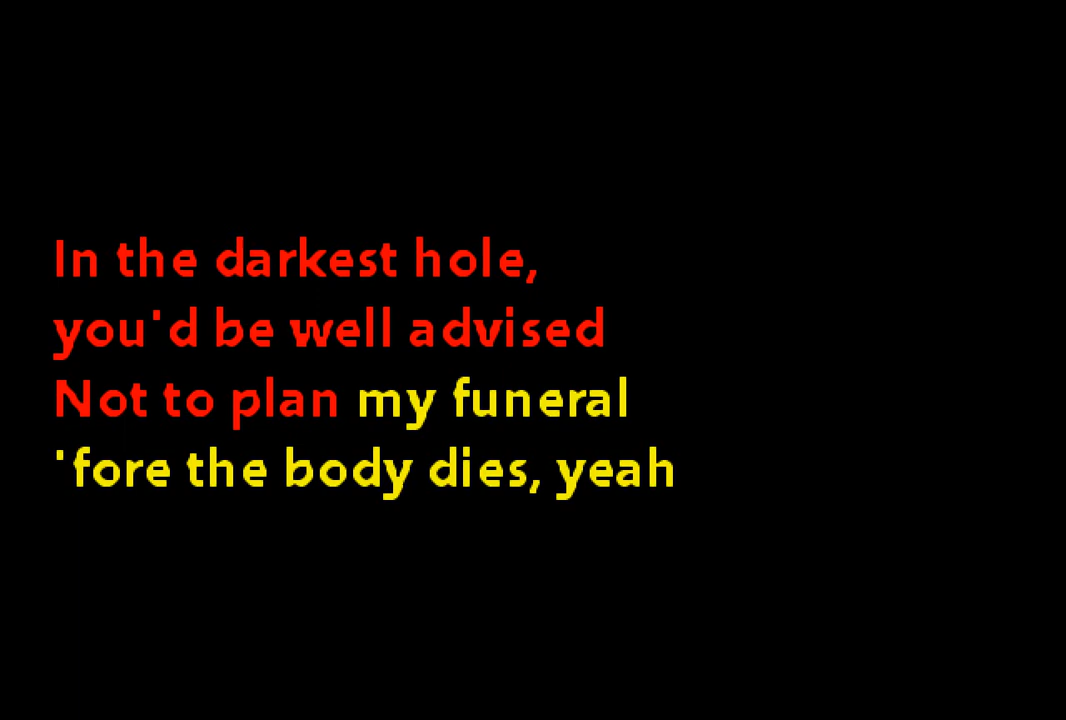 In the darkest hole,
you'd be well advised
Not to plan my funeral
'fore the body dies, yeah